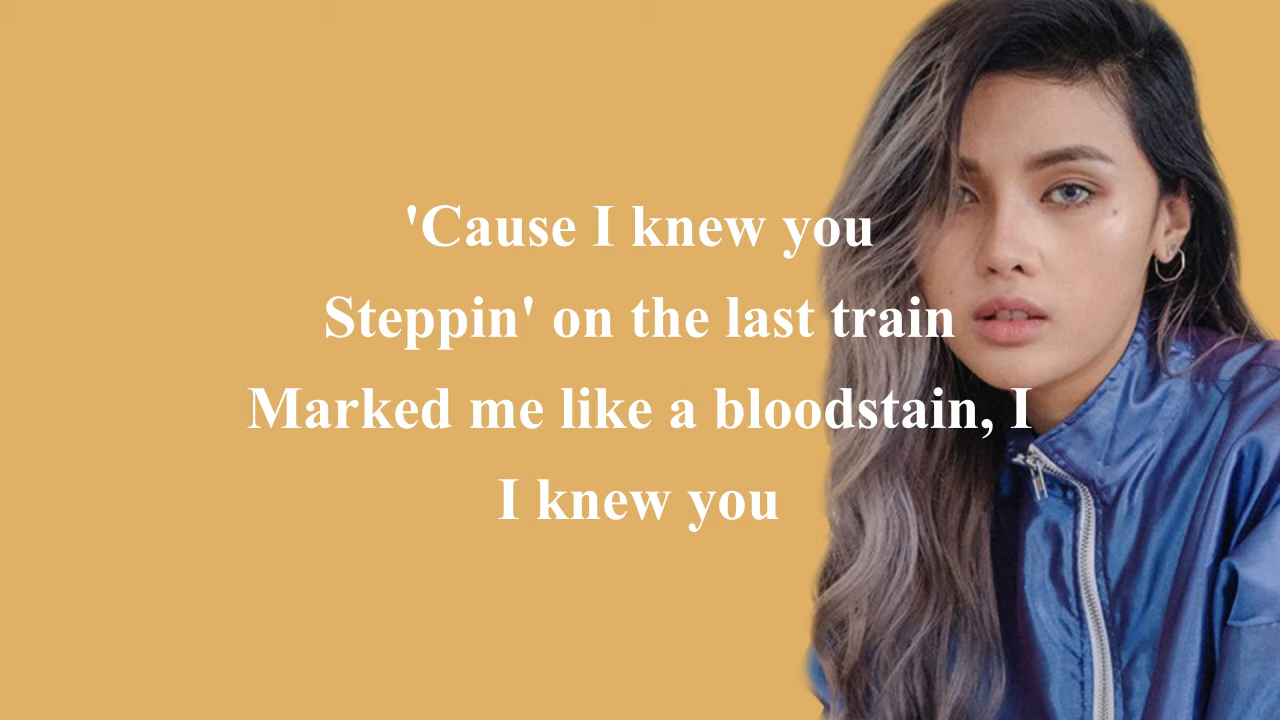 'Cause I knew you
Steppin' on the last train
Marked me like a bloodstain, I
I knew you